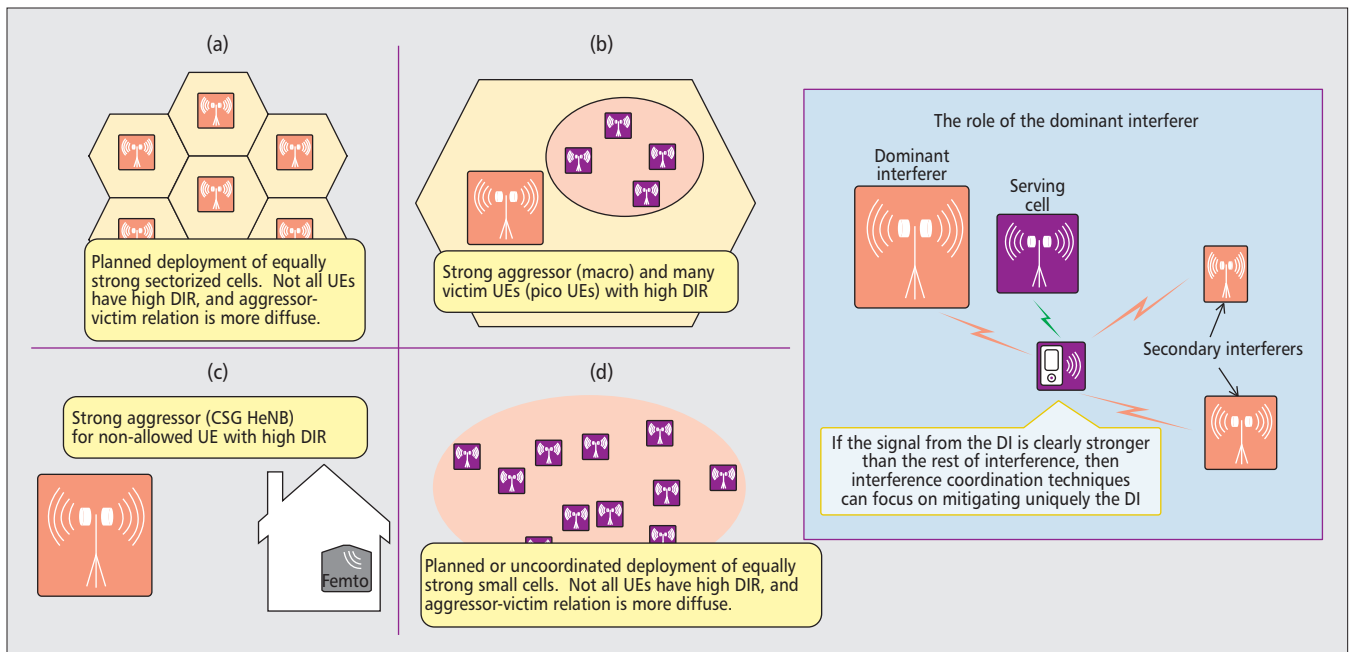 (a)
Planned deployment of equally
strong sectorized cells. Not all UEs
have high DIR, and aggressor-
victim relation is more diffuse.
(b)
Strong aggressor (macro) and many
victim UEs (pico UEs) with high DIR
(c)
Strong aggressor (CSG HeNB)
for non-allowed UE with high DIR
Femto
(d)
Planned or uncoordinated deployment of equally
strong small cells. Not all UEs have high DIR, and
aggressor-victim relation is more diffuse.
The role of the dominant interferer
Dominant
interferer
Serving
cell
Secondary interferers
If the signal from the DI is clearly stronger
than the rest of interference, then
interference coordination techniques
can focus on mitigating uniquely the DI